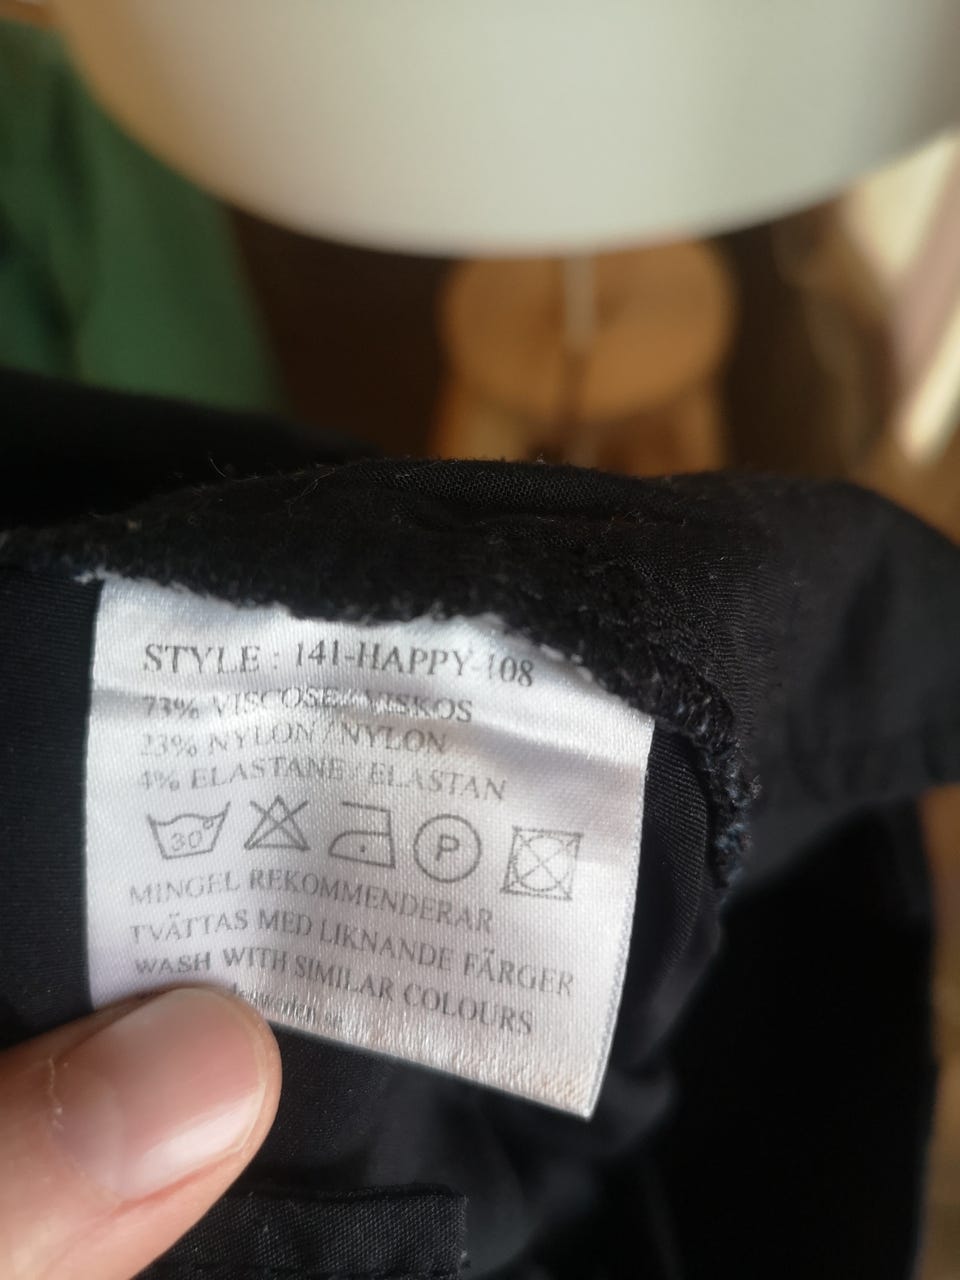 STYLE : 141-HAPPY-108
73% VISCOSE / VISKOS
23% NYLON / NYLON
4% ELASTANE / ELASTAN
30° P
MINGEL REKOMMENDERAR
TVÄTTAS MED LIKNANDE FÄRGER
WASH WITH SIMILAR COLOURS